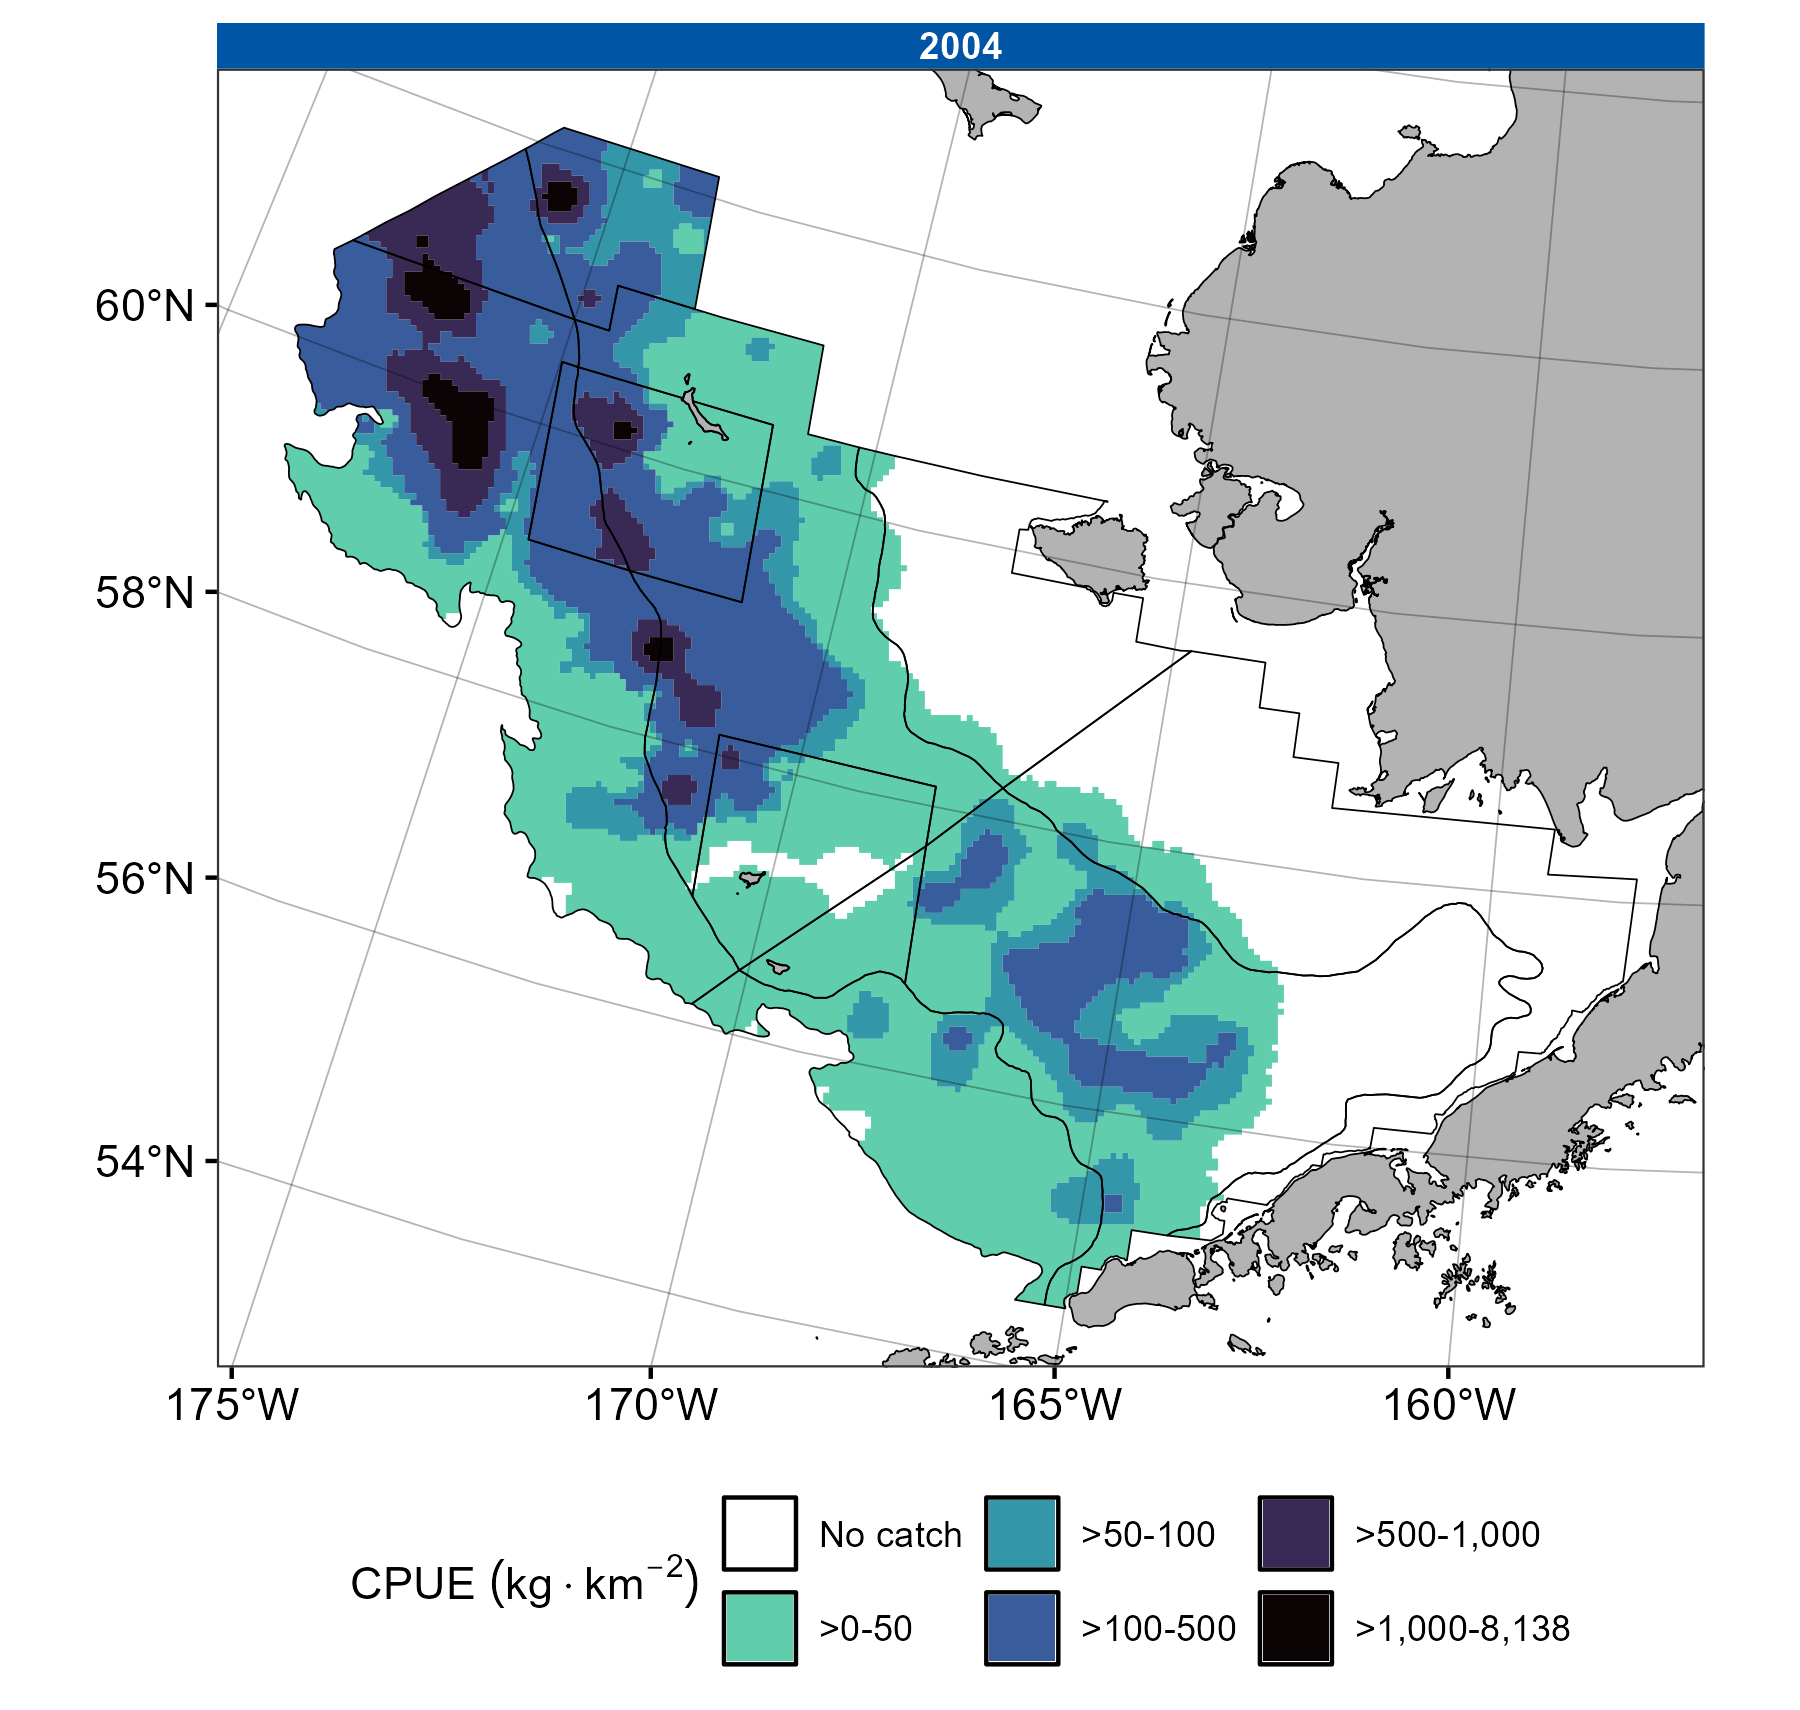 2004
60°N
58°N
56°N
54°N
175°W 170°W 165°W 160°W
CPUE (kg · km⁻²)
No catch >50-100 >500-1,000
>0-50 >100-500 >1,000-8,138